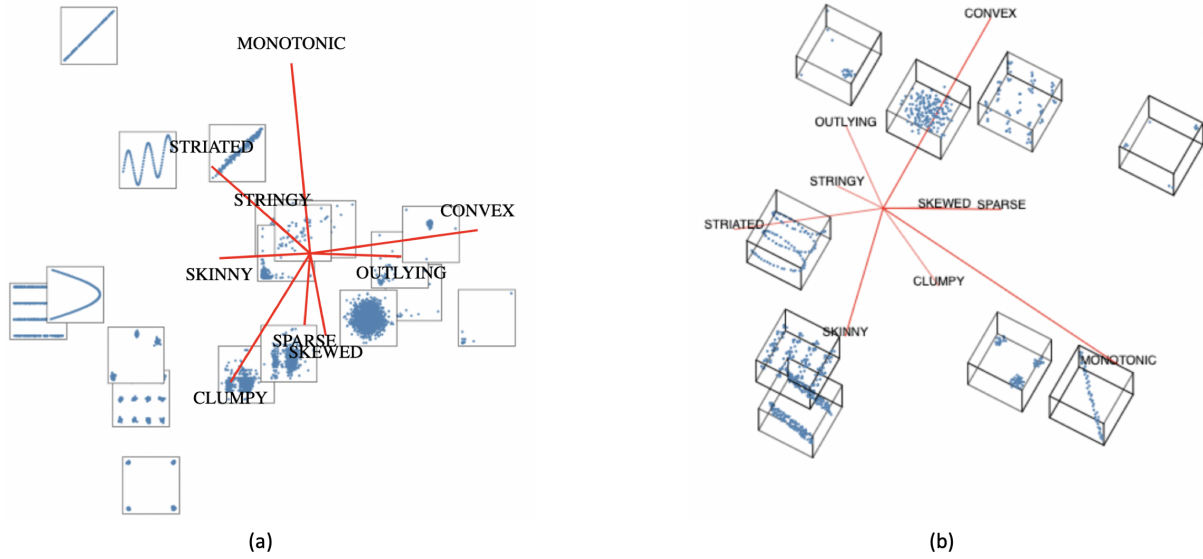 MONOTONIC
STRIATED
STRINGY
CONVEX
SKINNY
OUTLYING
SPARSE
SKEWED
CLUMPY
(a)
CONVEX
OUTLYING
STRINGY
SKEWED SPARSE
STRIATED
CLUMPY
SKINNY
MONOTONIC
(b)